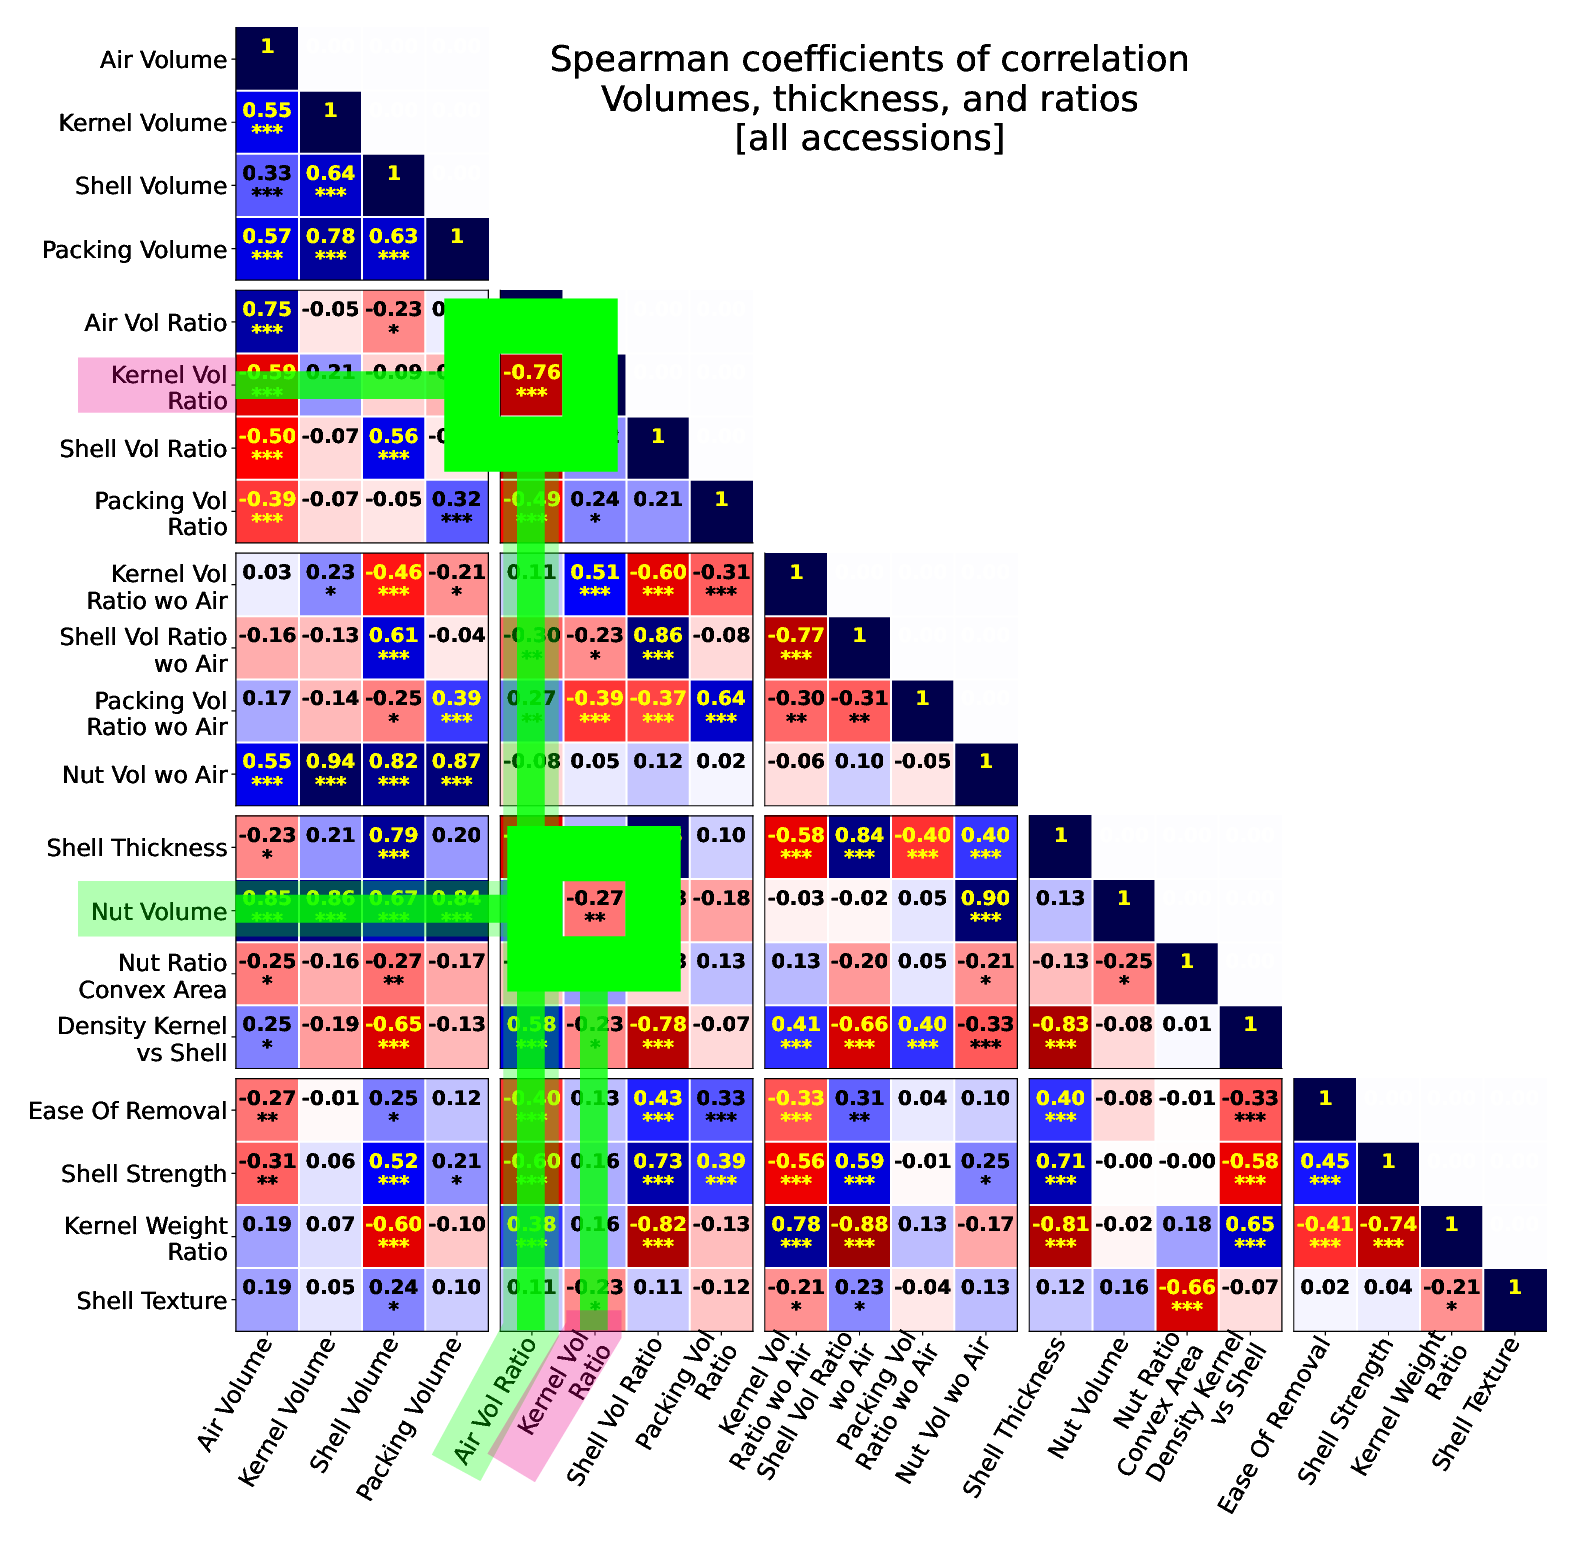 Spearman coefficients of correlation
Volumes, thickness, and ratios
[all accessions]
Air Volume 1
Kernel Volume 0.55 *** 1
Shell Volume 0.33 *** 0.64 *** 1
Packing Volume 0.57 *** 0.78 *** 0.63 *** 1
Air Vol Ratio 0.75 *** -0.05 -0.23 *
Kernel Vol
Ratio -0.59 *** 0.21 -0.09 -0.76 ***
Shell Vol Ratio -0.50 *** -0.07 0.56 *** 1
Packing Vol
Ratio -0.39 *** -0.07 -0.05 0.32 *** -0.49 *** 0.24 * 0.21 1
Kernel Vol
Ratio wo Air 0.03 0.23 * -0.46 *** -0.21 * 0.11 0.51 *** -0.60 *** -0.31 *** 1
Shell Vol Ratio
wo Air -0.16 -0.13 0.61 *** -0.04 -0.30 ** -0.23 * 0.86 *** -0.08 -0.77 *** 1
Packing Vol
Ratio wo Air 0.17 -0.14 -0.25 * 0.39 *** 0.27 ** -0.39 *** -0.37 *** 0.64 *** -0.30 ** -0.31 ** 1
Nut Vol wo Air 0.55 *** 0.94 *** 0.82 *** 0.87 *** -0.08 0.05 0.12 0.02 -0.06 0.10 -0.05 1
Shell Thickness -0.23 * 0.21 0.79 *** 0.20 0.10 -0.58 *** 0.84 *** -0.40 *** 0.40 *** 1
Nut Volume 0.85 *** 0.86 *** 0.67 *** 0.84 *** -0.27 ** -0.18 -0.03 -0.02 0.05 0.90 *** 0.13 1
Nut Ratio
Convex Area -0.25 * -0.16 -0.27 ** -0.17 0.13 0.13 -0.20 0.05 -0.21 * -0.13 -0.25 * 1
Density Kernel
vs Shell 0.25 * -0.19 -0.65 *** -0.13 0.58 *** -0.23 * -0.78 *** -0.07 0.41 *** -0.66 *** 0.40 *** -0.33 *** -0.83 *** -0.08 0.01 1
Ease Of Removal -0.27 ** -0.01 0.25 * 0.12 -0.40 *** 0.13 0.43 *** 0.33 *** -0.33 *** 0.31 ** 0.04 0.10 0.40 *** -0.08 -0.01 -0.33 *** 1
Shell Strength -0.31 ** 0.06 0.52 *** 0.21 * -0.60 *** 0.16 0.73 *** 0.39 *** -0.56 *** 0.59 *** -0.01 0.25 * 0.71 *** -0.00 -0.00 -0.58 *** 0.45 *** 1
Kernel Weight
Ratio 0.19 0.07 -0.60 *** -0.10 0.38 *** 0.16 -0.82 *** -0.13 0.78 *** -0.88 *** 0.13 -0.17 -0.81 *** -0.02 0.18 0.65 *** -0.41 *** -0.74 *** 1
Shell Texture 0.19 0.05 0.24 * 0.10 0.11 -0.23 * 0.11 -0.12 -0.21 * 0.23 * -0.04 0.13 0.12 0.16 -0.66 *** -0.07 0.02 0.04 -0.21 * 1
Air Volume
Kernel Volume
Shell Volume
Packing Volume
Air Vol Ratio
Kernel Vol
Ratio
Shell Vol Ratio
Packing Vol
Ratio
Kernel Vol
Ratio wo Air
Shell Vol Ratio
wo Air
Packing Vol
Ratio wo Air
Nut Vol wo Air
Shell Thickness
Nut Volume
Nut Ratio
Convex Area
Density Kernel
vs Shell
Ease Of Removal
Shell Strength
Kernel Weight
Ratio
Shell Texture